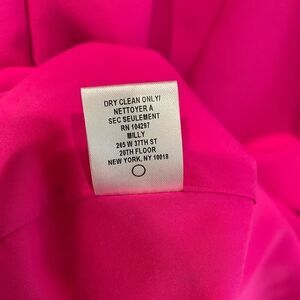 DRY CLEAN ONLY/
NETTOYER A
SEC SEULEMENT
RN 104297
MILLY
265 W 37TH ST
20TH FLOOR
NEW YORK, NY 10018